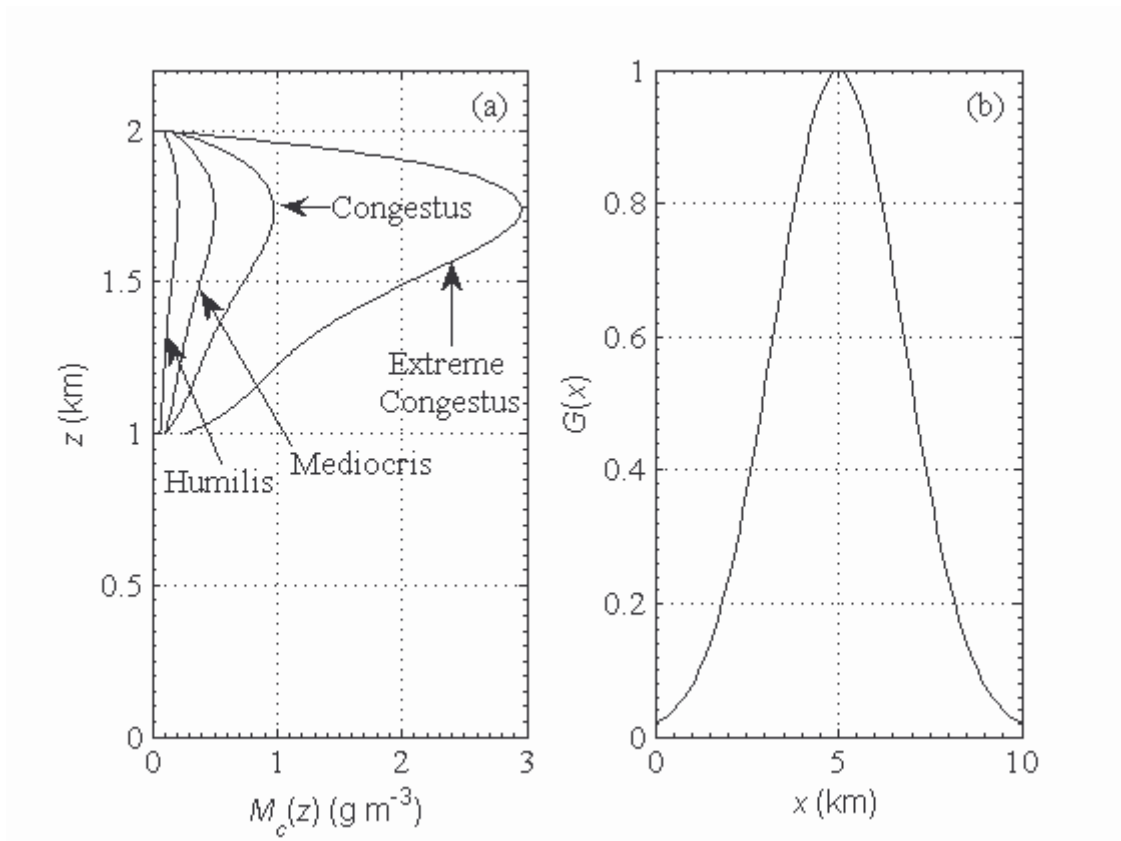 (a)
2
1.5
1
0.5
0
z (km)
Congestus
Extreme
Congestus
Mediocris
Humilis
0 1 2 3
M_c(z) (g m⁻³)
(b)
1
0.8
0.6
0.4
0.2
0
G(x)
0 5 10
x (km)